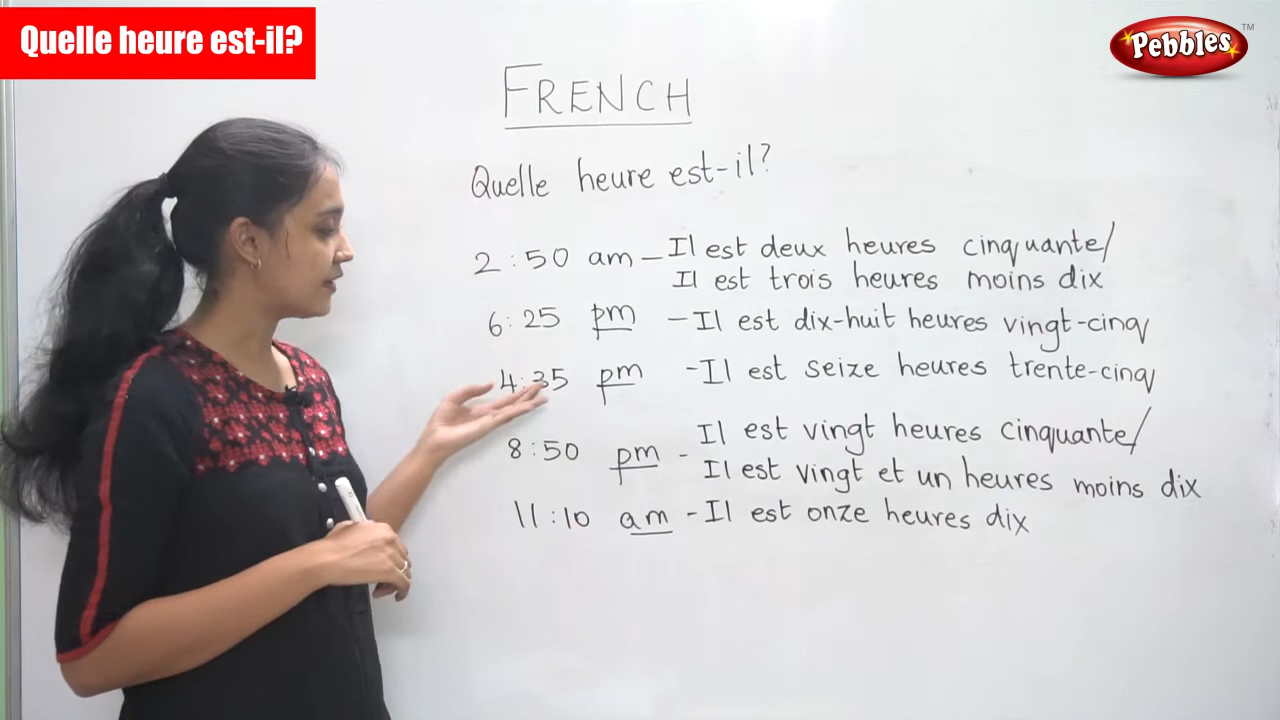 Quelle heure est-il?
Pebbles™
FRENCH
Quelle heure est-il?
2:50 am – Il est deux heures cinquante/
Il est trois heures moins dix
6:25 pm – Il est dix-huit heures vingt-cinq
4:35 pm - Il est seize heures trente-cinq
8:50 pm - Il est vingt heures cinquante/
Il est vingt et un heures moins dix
11:10 am - Il est onze heures dix